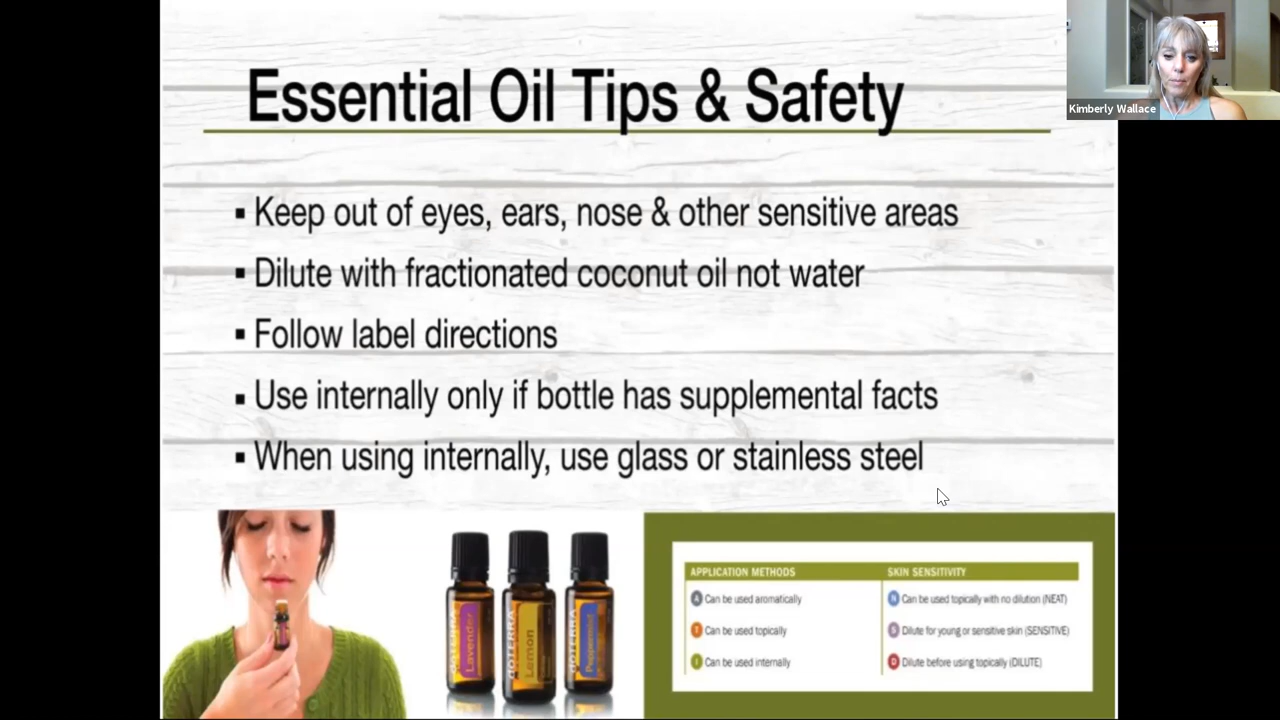 Essential Oil Tips & Safety
Kimberly Wallace
▪ Keep out of eyes, ears, nose & other sensitive areas
▪ Dilute with fractionated coconut oil not water
▪ Follow label directions
▪ Use internally only if bottle has supplemental facts
▪ When using internally, use glass or stainless steel
dōTERRA
Lavender
dōTERRA
Lemon
dōTERRA
Peppermint
APPLICATION METHODS
A Can be used aromatically
T Can be used topically
I Can be used internally
SKIN SENSITIVITY
N Can be used topically with no dilution (NEAT)
S Dilute for young or sensitive skin (SENSITIVE)
D Dilute before using topically (DILUTE)